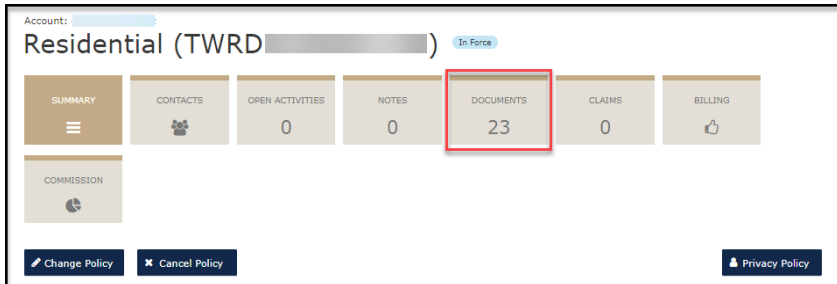 Account:
Residential (TWRD ) In Force
SUMMARY CONTACTS OPEN ACTIVITIES NOTES DOCUMENTS CLAIMS BILLING
0 0 23 0
COMMISSION
Change Policy Cancel Policy Privacy Policy